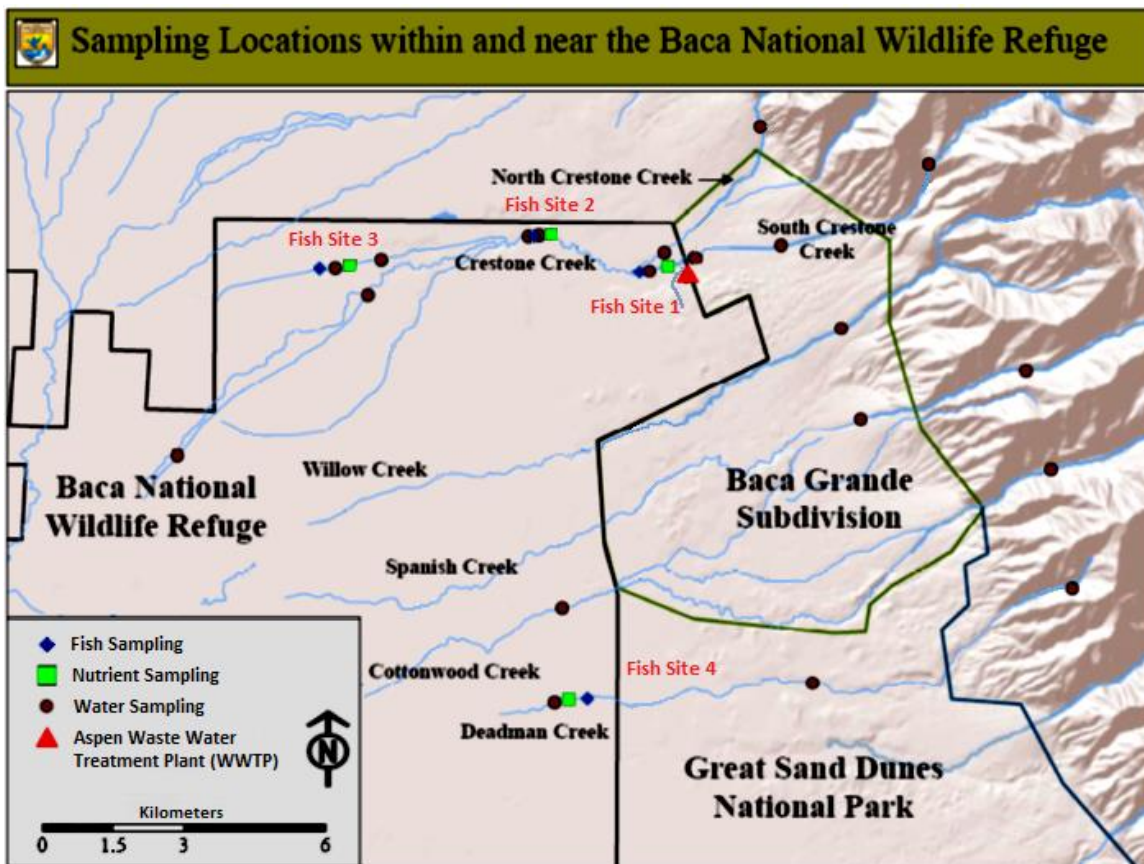 Sampling Locations within and near the Baca National Wildlife Refuge
North Crestone Creek
Fish Site 2
South Crestone
Creek
Fish Site 3
Crestone Creek
Fish Site 1
Willow Creek
Baca National
Wildlife Refuge
Baca Grande
Subdivision
Spanish Creek
Cottonwood Creek
Fish Site 4
Deadman Creek
Great Sand Dunes
National Park
Fish Sampling
Nutrient Sampling
Water Sampling
Aspen Waste Water
Treatment Plant (WWTP)
N
Kilometers
0 1.5 3 6